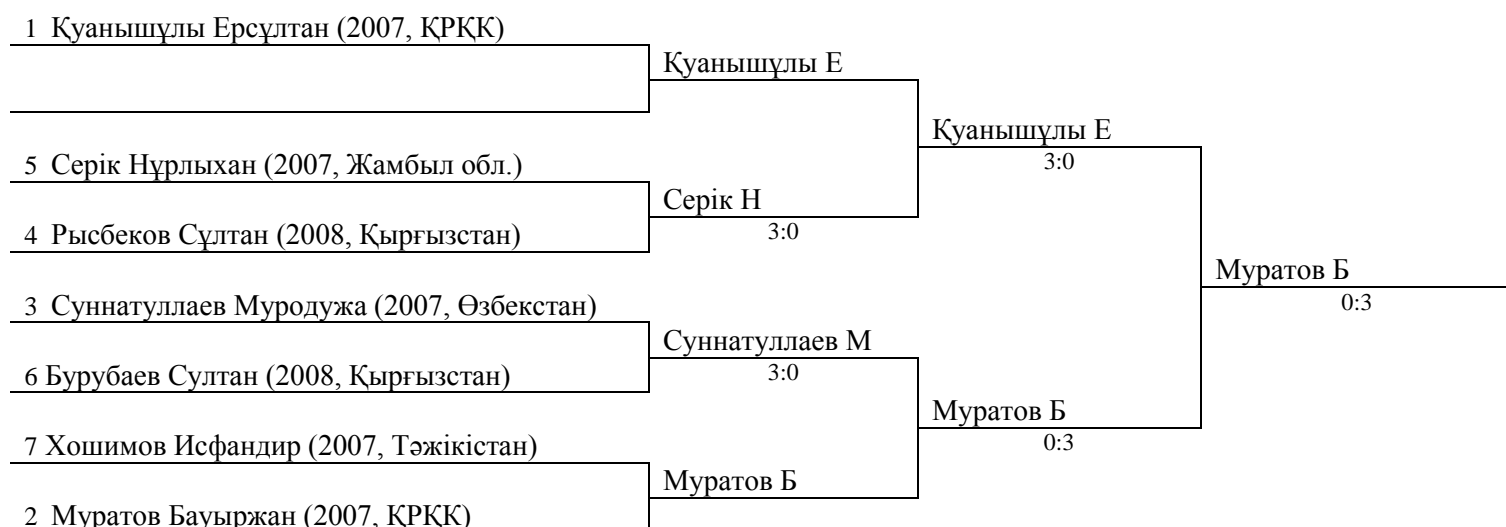 1 Қуанышұлы Ерсұлтан (2007, ҚРҚК)
Қуанышұлы Е
Қуанышұлы Е
3:0
5 Серік Нұрлыхан (2007, Жамбыл обл.)
Серік Н
3:0
4 Рысбеков Сұлтан (2008, Қырғызстан)
Муратов Б
0:3
3 Суннатуллаев Муродужа (2007, Өзбекстан)
Суннатуллаев М
3:0
6 Бурубаев Султан (2008, Қырғызстан)
Муратов Б
0:3
7 Хошимов Исфандир (2007, Тәжікістан)
Муратов Б
2 Муратов Бауыржан (2007, ҚРҚК)